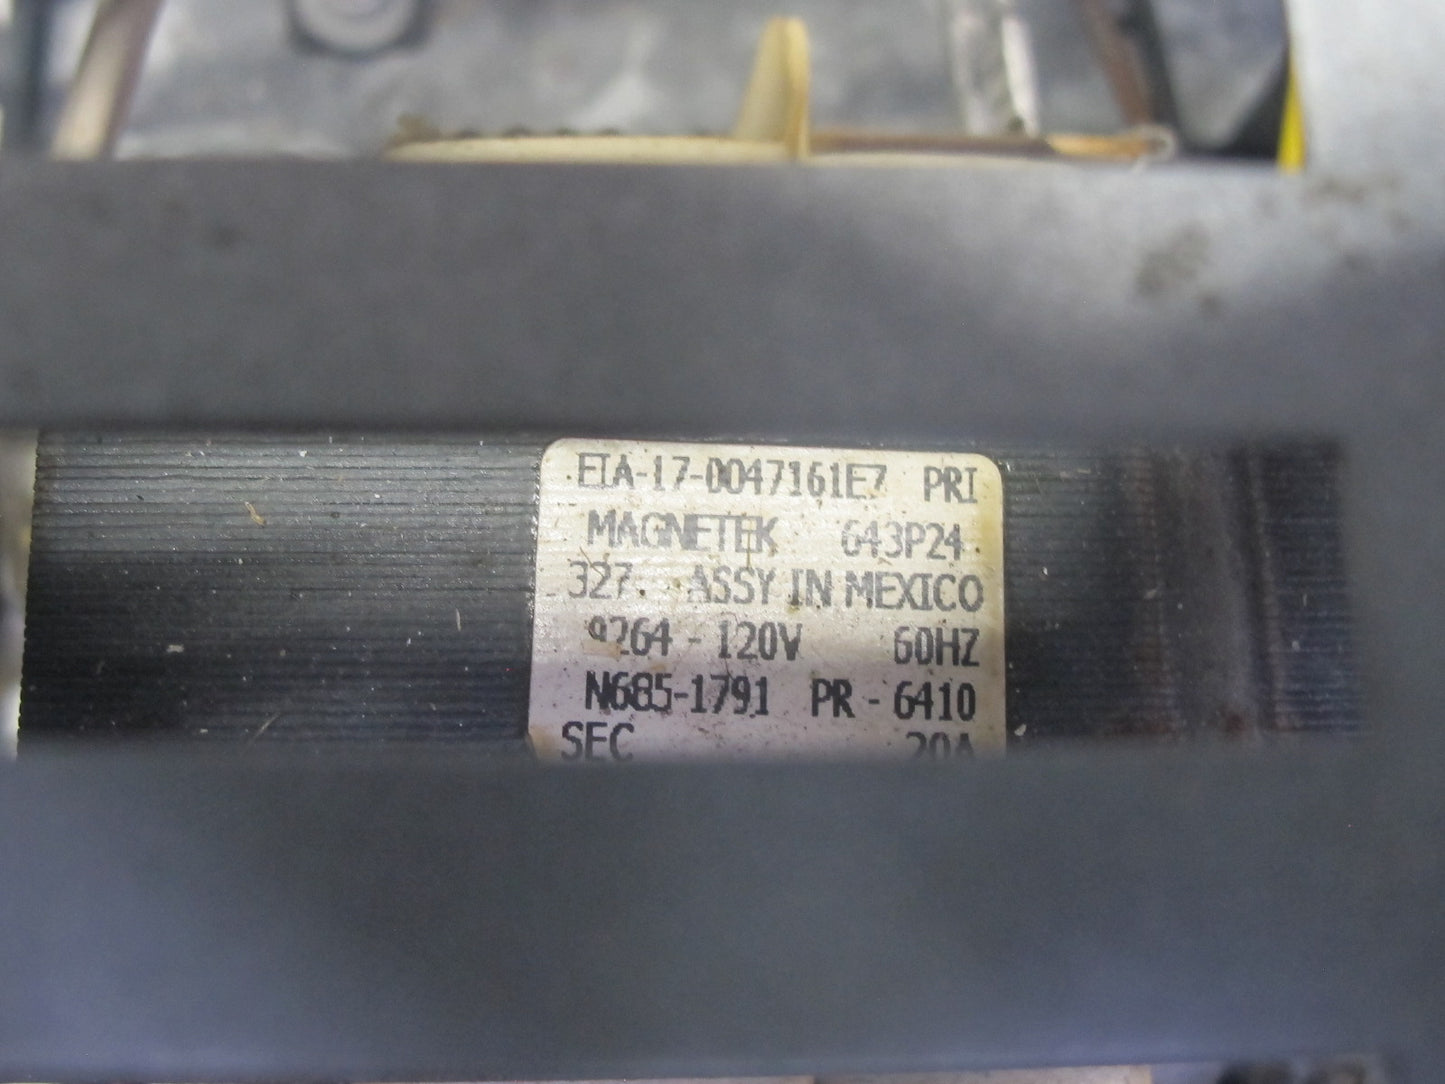 EIA-17-0047161E7 PRI
MAGNETEK 643P24
327 ASSY IN MEXICO
9264 - 120V 60HZ
N685-1791 PR - 6410
SEC 20A